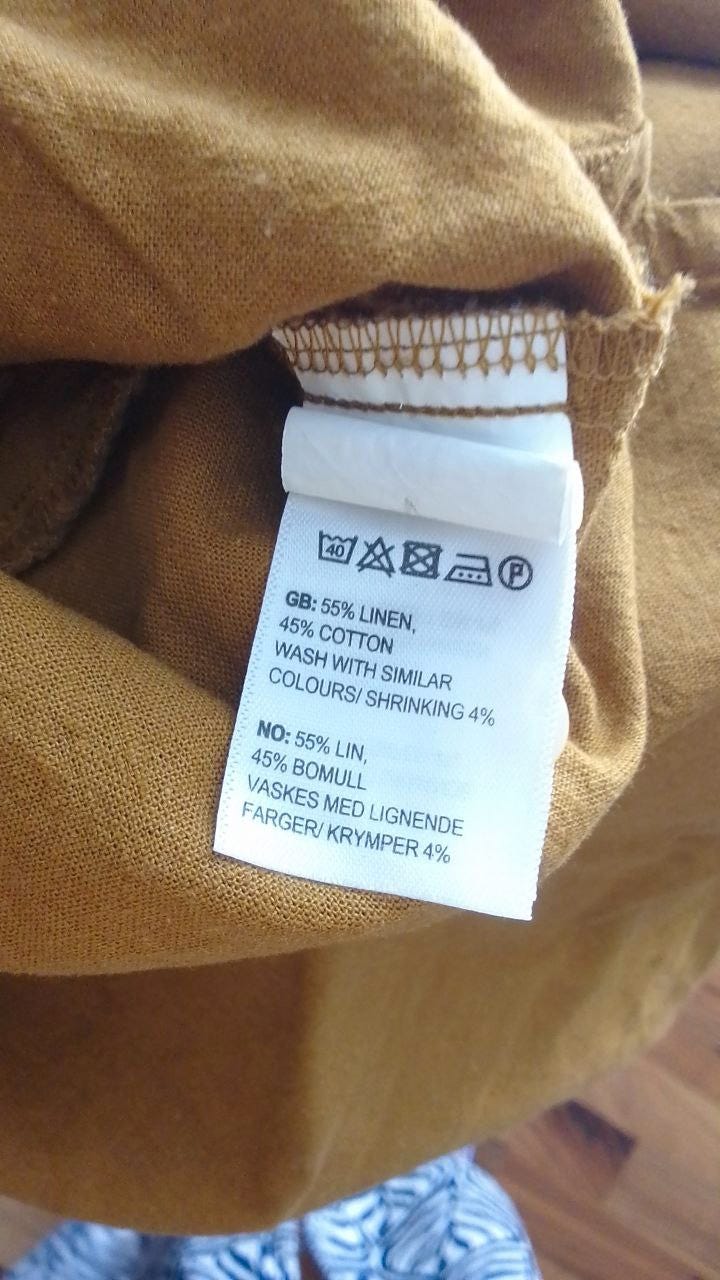 40 P
GB: 55% LINEN,
45% COTTON
WASH WITH SIMILAR
COLOURS/ SHRINKING 4%
NO: 55% LIN,
45% BOMULL
VASKES MED LIGNENDE
FARGER/ KRYMPER 4%